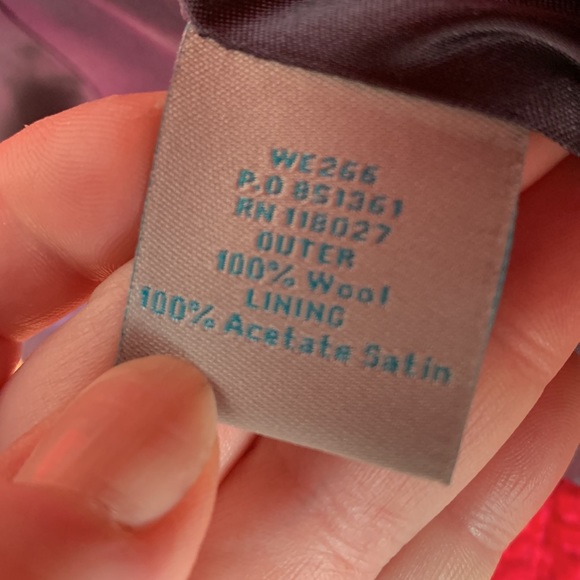 WE266
P.O 851361
RN 118027
OUTER
100% Wool
LINING
100% Acetate Satin